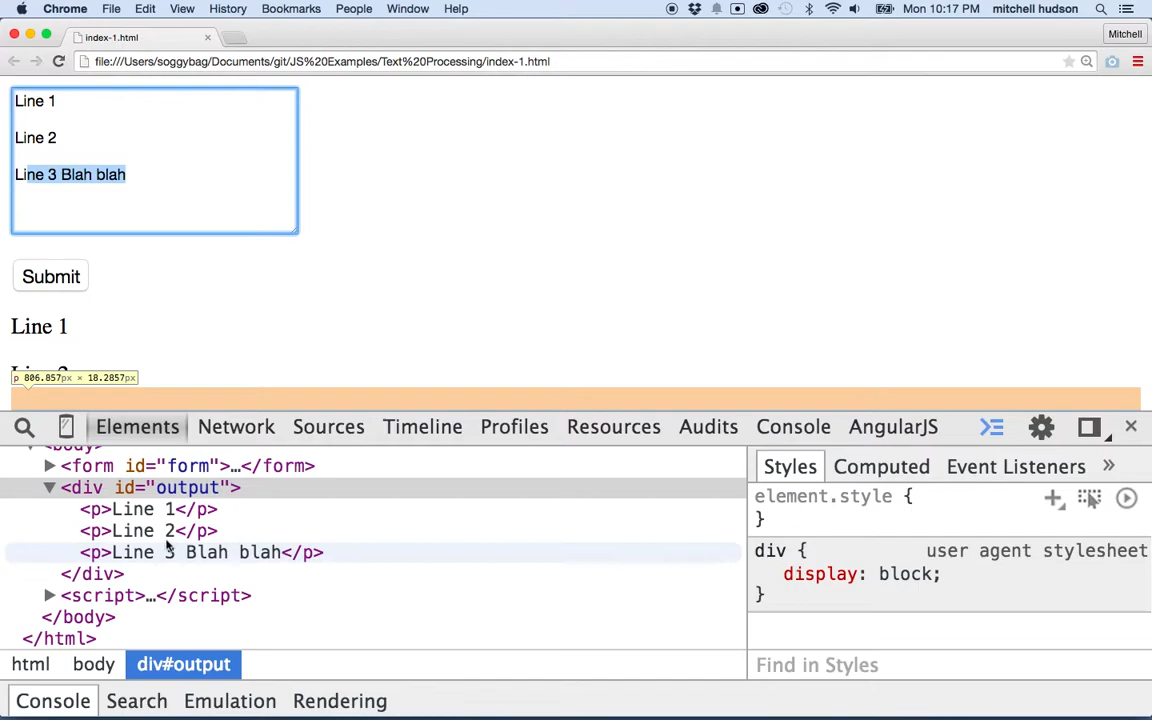 Chrome File Edit View History Bookmarks People Window Help Mon 10:17 PM mitchell hudson
index-1.html Mitchell
file:///Users/soggybag/Documents/git/JS%20Examples/Text%20Processing/index-1.html
Line 1
Line 2
Line 3 Blah blah
Submit
Line 1
p 806.857px × 18.2857px
Elements Network Sources Timeline Profiles Resources Audits Console AngularJS
<body>
<form id="form">…</form>
<div id="output">
<p>Line 1</p>
<p>Line 2</p>
<p>Line 3 Blah blah</p>
</div>
<script>…</script>
</body>
</html>
html body div#output
Styles Computed Event Listeners »
element.style {
}
div { user agent stylesheet
display: block;
}
Find in Styles
Console Search Emulation Rendering